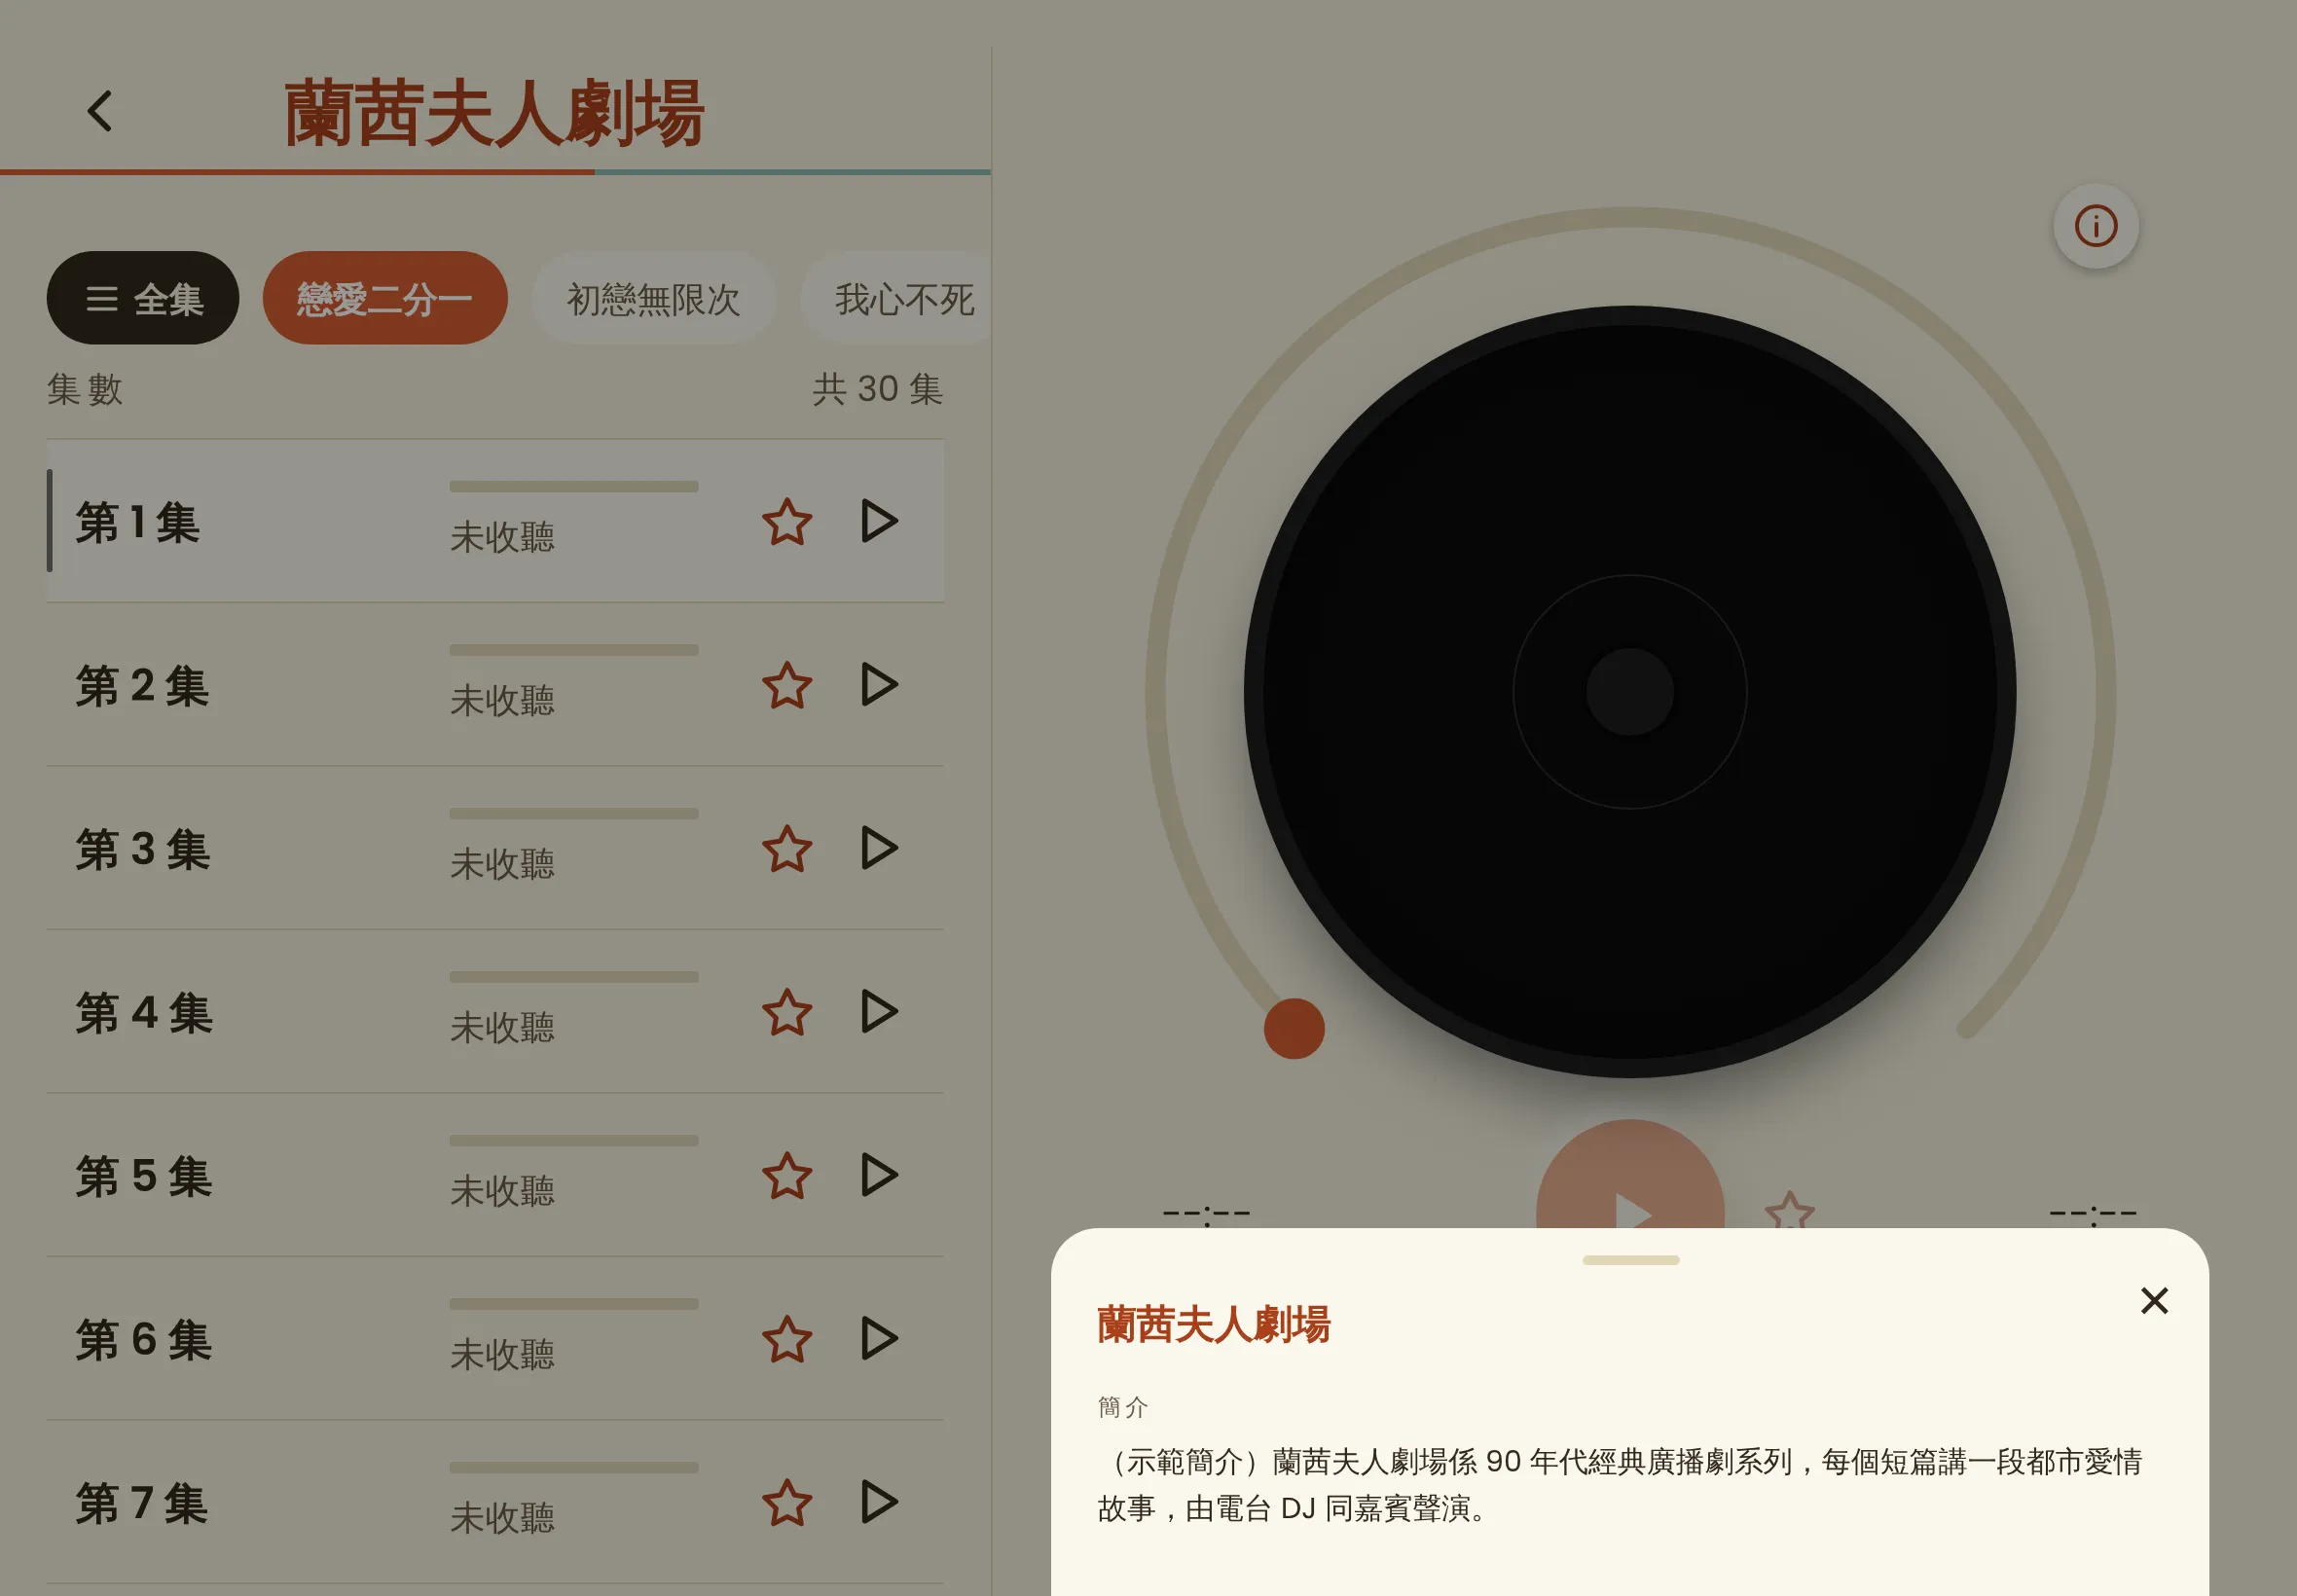 蘭茜夫人劇場
全集 戀愛二分一 初戀無限次 我心不死
集數 共 30 集
第 1 集 未收聽
第 2 集 未收聽
第 3 集 未收聽
第 4 集 未收聽
第 5 集 未收聽
第 6 集 未收聽
第 7 集 未收聽
--:-- --:--
蘭茜夫人劇場
簡介
（示範簡介）蘭茜夫人劇場係 90 年代經典廣播劇系列，每個短篇講一段都市愛情
故事，由電台 DJ 同嘉賓聲演。